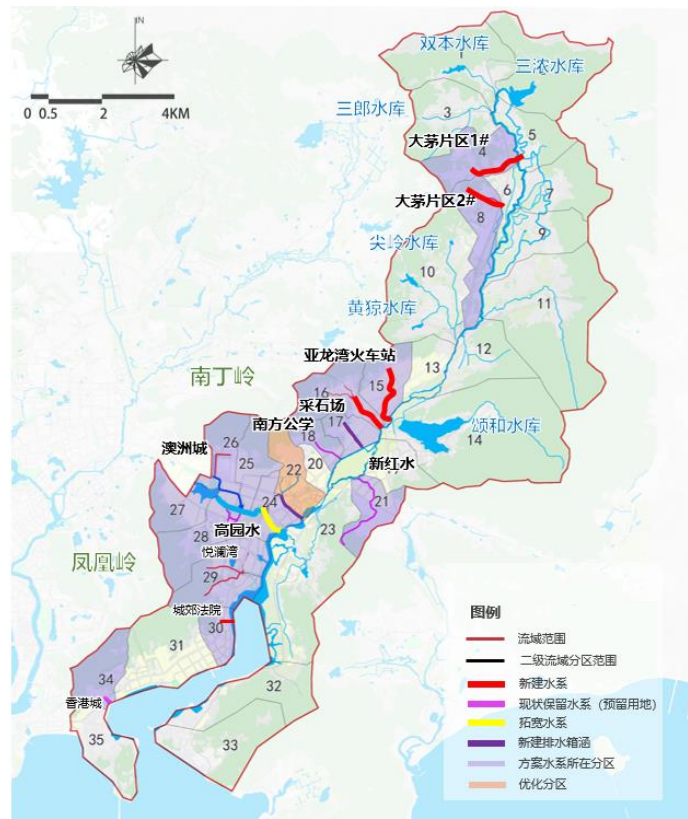 IN
0 0.5 2 4KM
双本水库
三浓水库
三郎水库
3
5
大茅片区1#
4
6
7
大茅片区2#
8
9
尖岭水库
10
11
黄猄水库
12
亚龙湾火车站
13
南丁岭
16
15
采石场
17
颂和水库
14
南方公学
18
澳洲城
26
20
新红水
25
22
21
27
24
高园水
23
28
悦澜湾
凤凰岭
29
城郊法院
30
31
34
32
香港城
35
33
图例
流域范围
二级流域分区范围
新建水系
现状保留水系（预留用地）
拓宽水系
新建排水箱涵
方案水系所在分区
优化分区